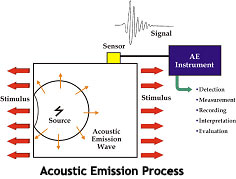 Signal
Sensor
AE
Instrument
Stimulus
Source
Stimulus
Acoustic
Emission
Wave
•Detection
•Measurement
•Recording
•Interpretation
•Evaluation
Acoustic Emission Process